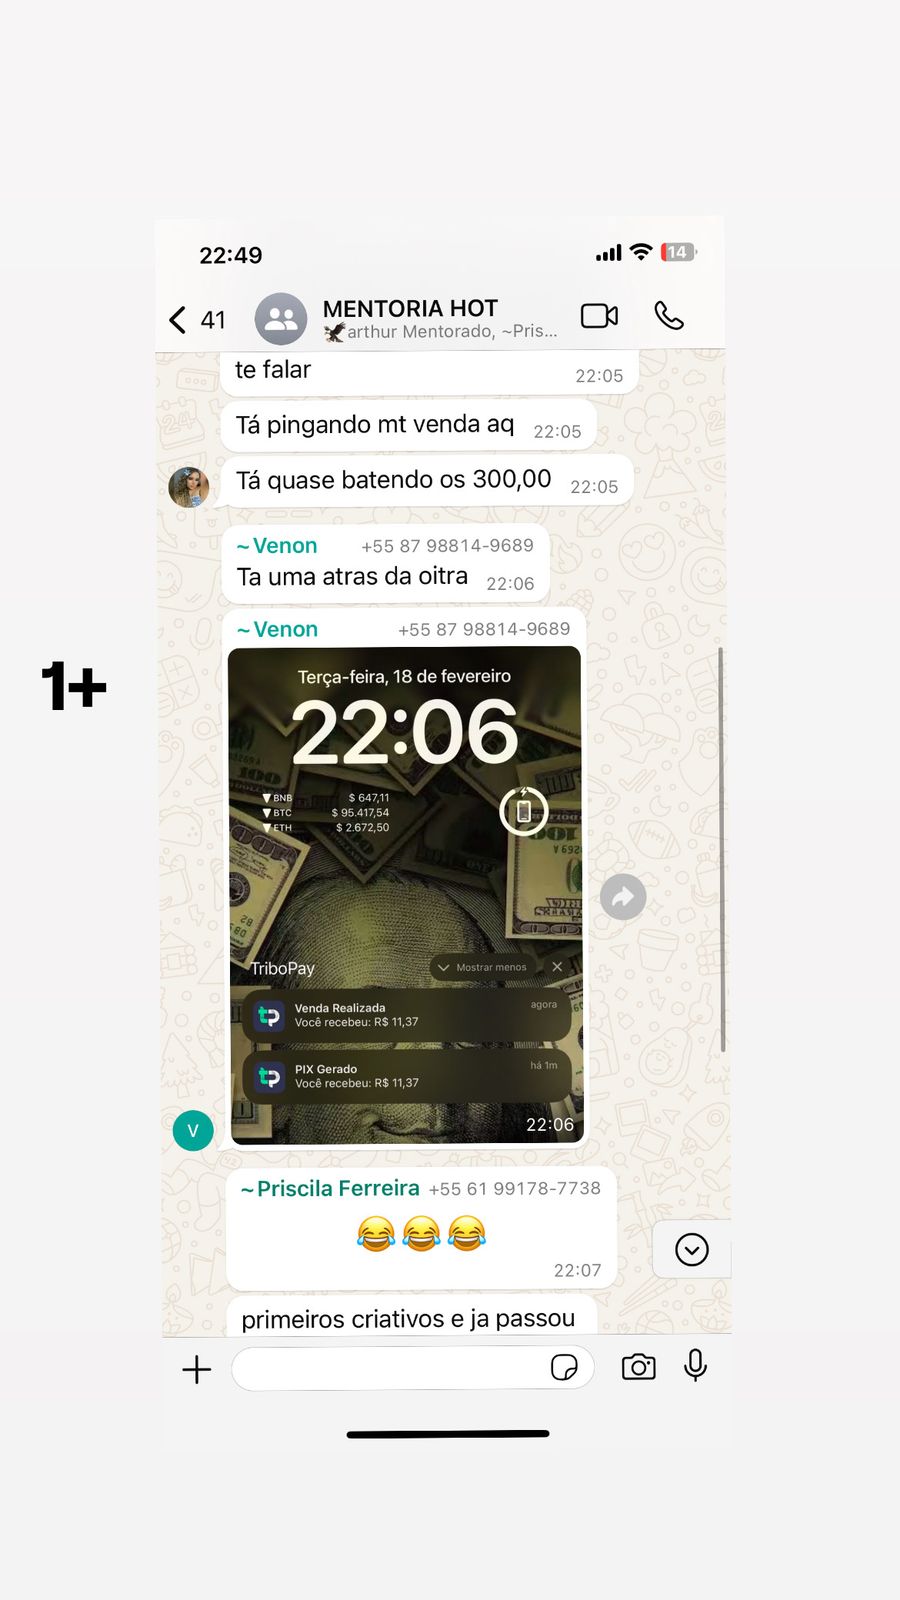 22:49
14
41
MENTORIA HOT
arthur Mentorado, ~Pris...
te falar
22:05
Tá pingando mt venda aq
22:05
Tá quase batendo os 300,00
22:05
~Venon +55 87 98814-9689
Ta uma atras da oitra
22:06
~Venon +55 87 98814-9689
1+
Terça-feira, 18 de fevereiro
22:06
BNB $ 647,11
BTC $ 95.417,54
ETH $ 2.672,50
TriboPay
Mostrar menos
tp
Venda Realizada agora
Você recebeu: R$ 11,37
tp
PIX Gerado há 1m
Você recebeu: R$ 11,37
22:06
V
~Priscila Ferreira +55 61 99178-7738
😂😂😂
22:07
primeiros criativos e ja passou